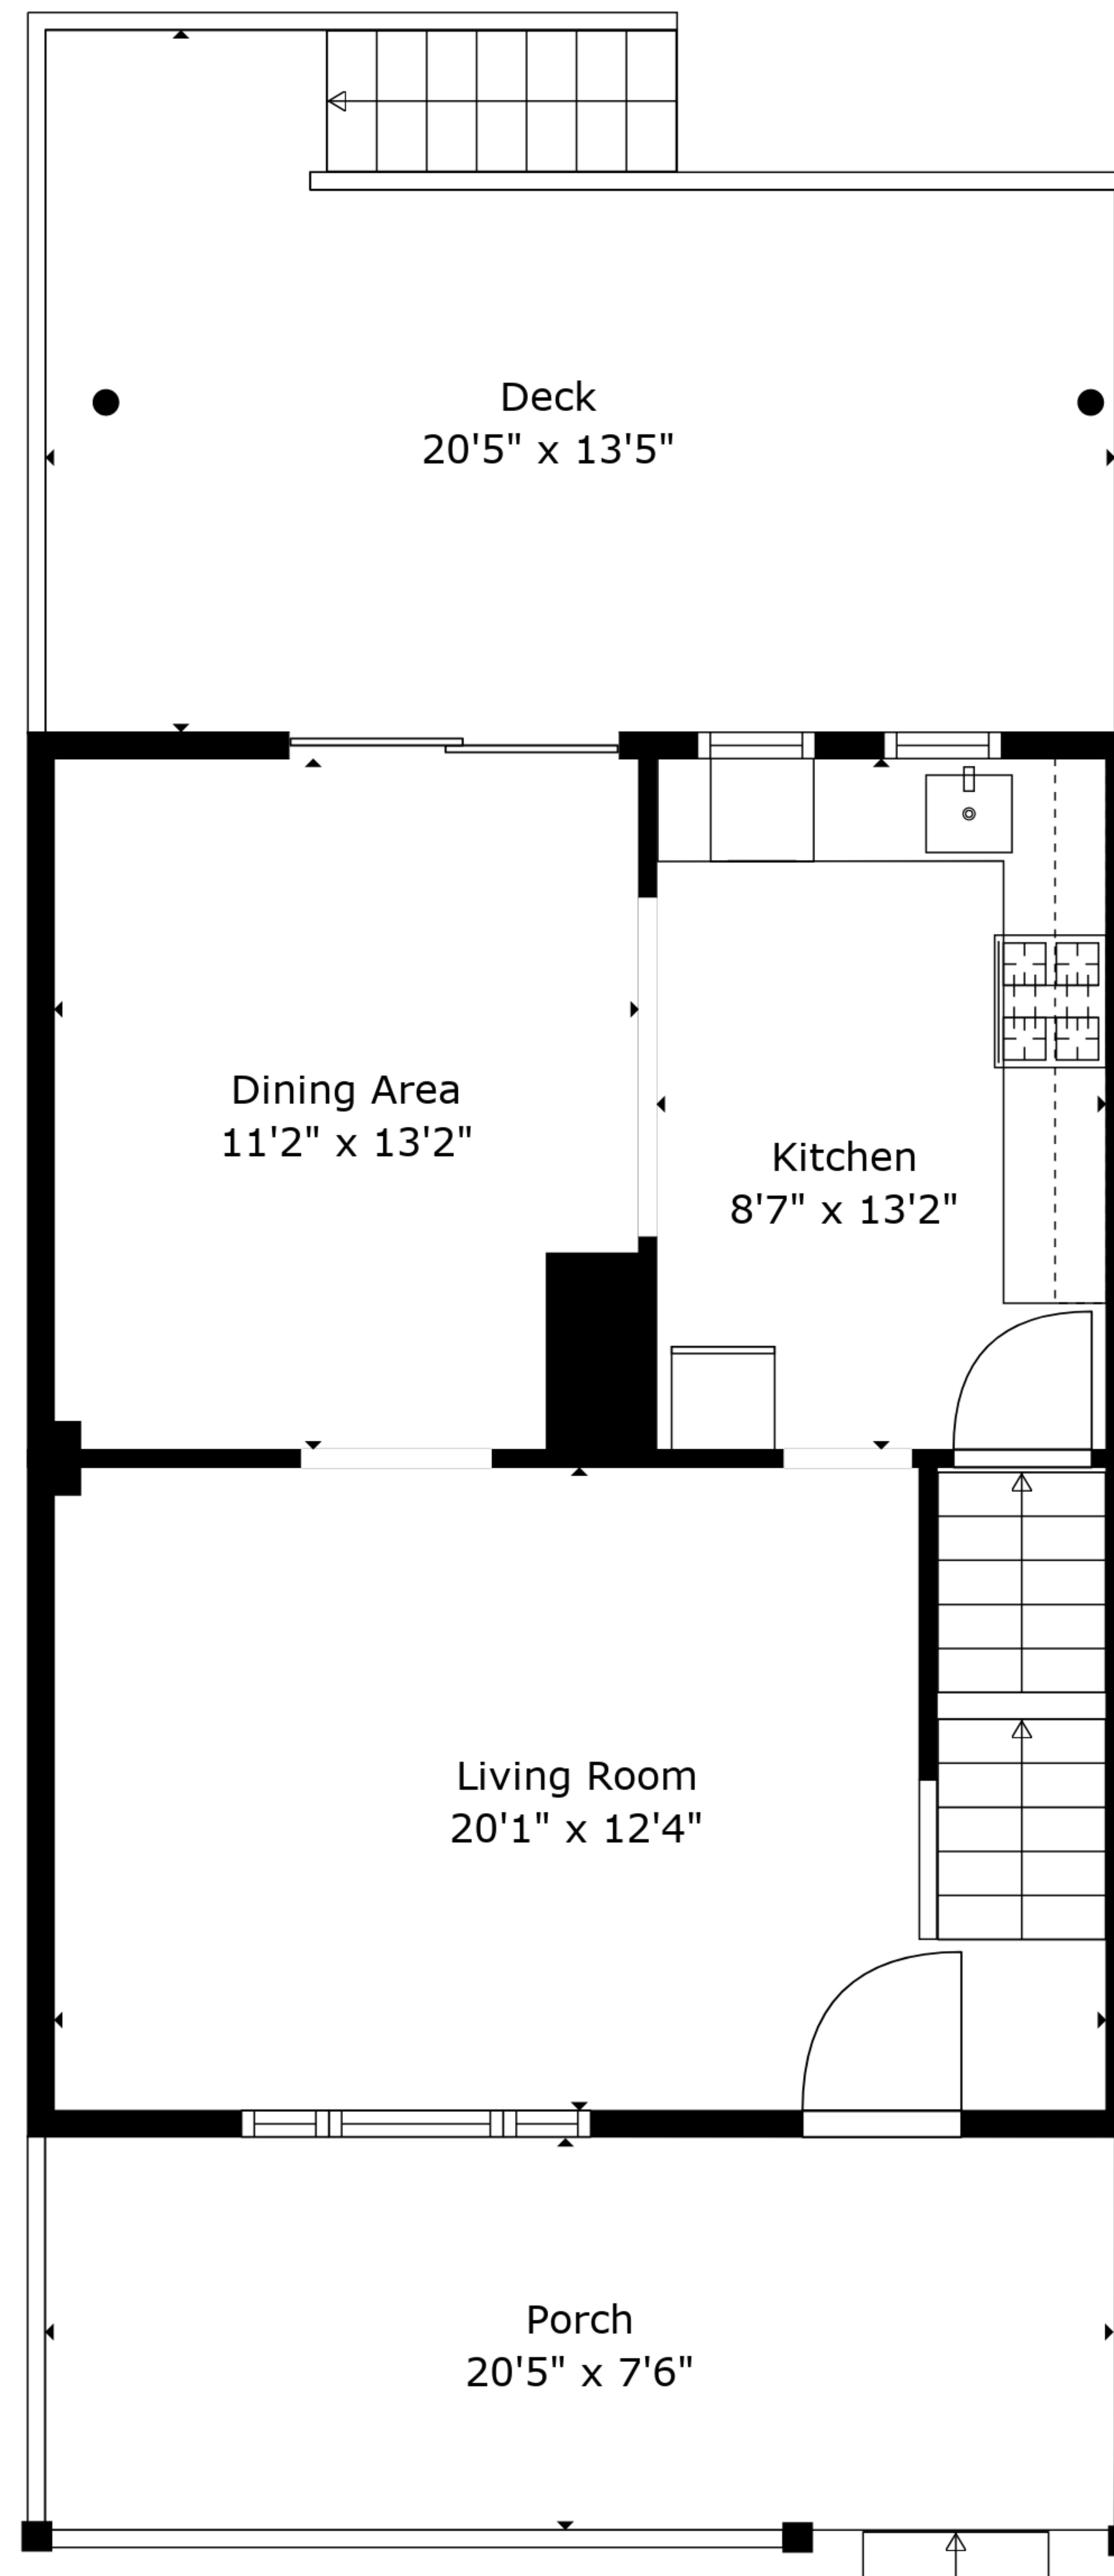 Deck
20'5" x 13'5"
Dining Area
11'2" x 13'2"
Kitchen
8'7" x 13'2"
Living Room
20'1" x 12'4"
Porch
20'5" x 7'6"